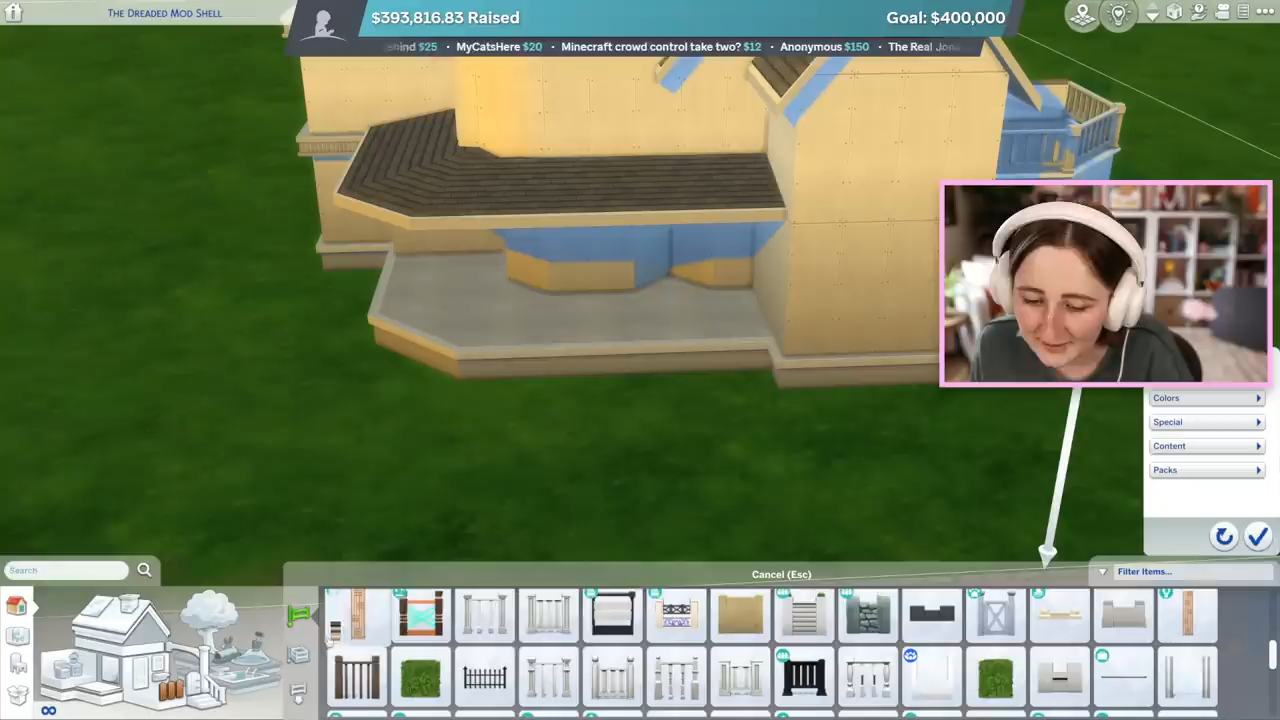 THE DREADED MOD SHELL
$393,816.83 Raised
Goal: $400,000
$25 • MyCatsHere $20 • Minecraft crowd control take two? $12 • Anonymous $150 • The Real
Colors
Special
Content
Packs
Search
Cancel (Esc)
Filter Items...